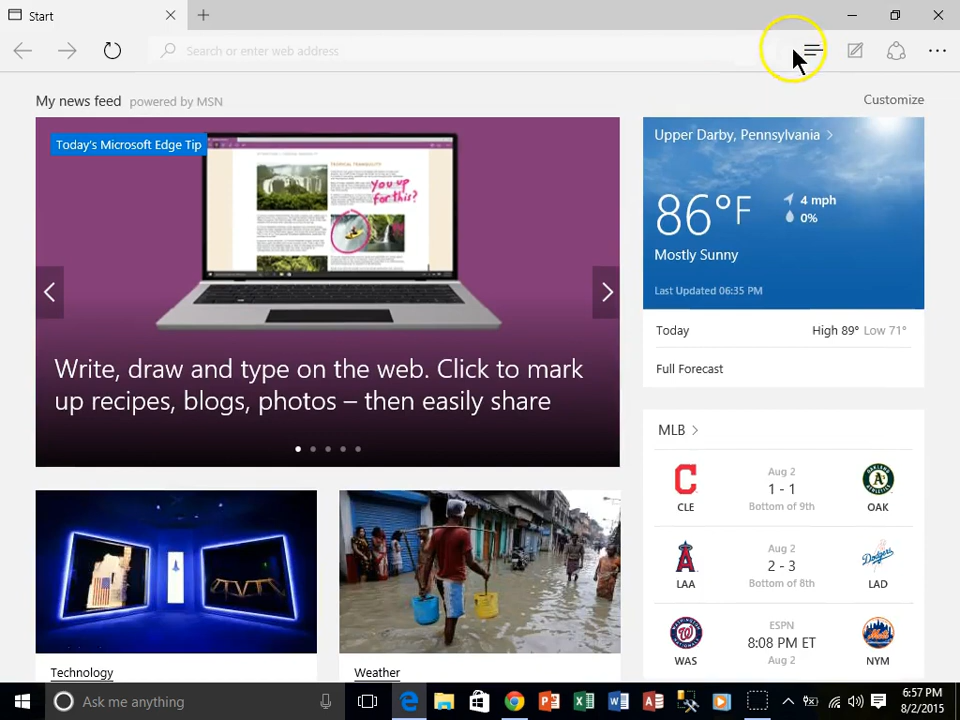 Start
Search or enter web address
My news feed powered by MSN
Customize
Today's Microsoft Edge Tip
TROPICAL TRANQUILITY
you up
for this?
Write, draw and type on the web. Click to mark
up recipes, blogs, photos – then easily share
Upper Darby, Pennsylvania
86°F
4 mph
0%
Mostly Sunny
Last Updated 06:35 PM
Today High 89° Low 71°
Full Forecast
MLB
Aug 2
1 - 1
Bottom of 9th
CLE OAK
Aug 2
2 - 3
Bottom of 8th
LAA LAD
ESPN
8:08 PM ET
Aug 2
WAS NYM
Technology
Weather
Ask me anything
6:57 PM
8/2/2015